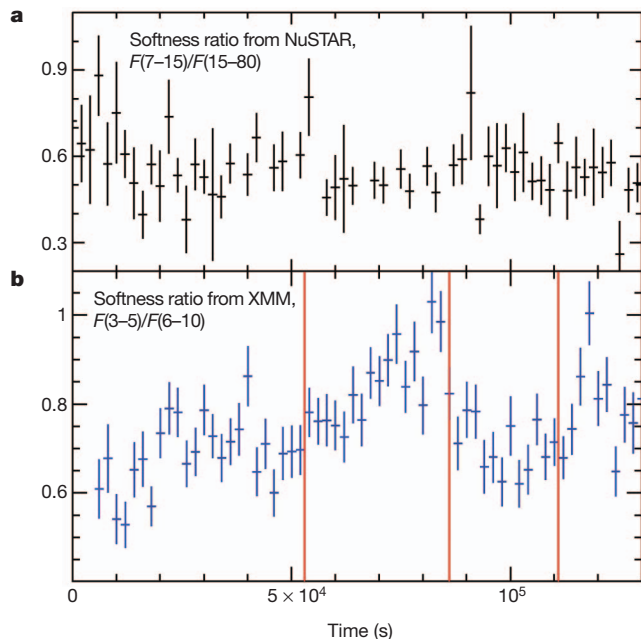 a
Softness ratio from NuSTAR,
F(7–15)/F(15–80)
0.9
0.6
0.3
b
Softness ratio from XMM,
F(3–5)/F(6–10)
1
0.8
0.6
0
5 × 10⁴
10⁵
Time (s)